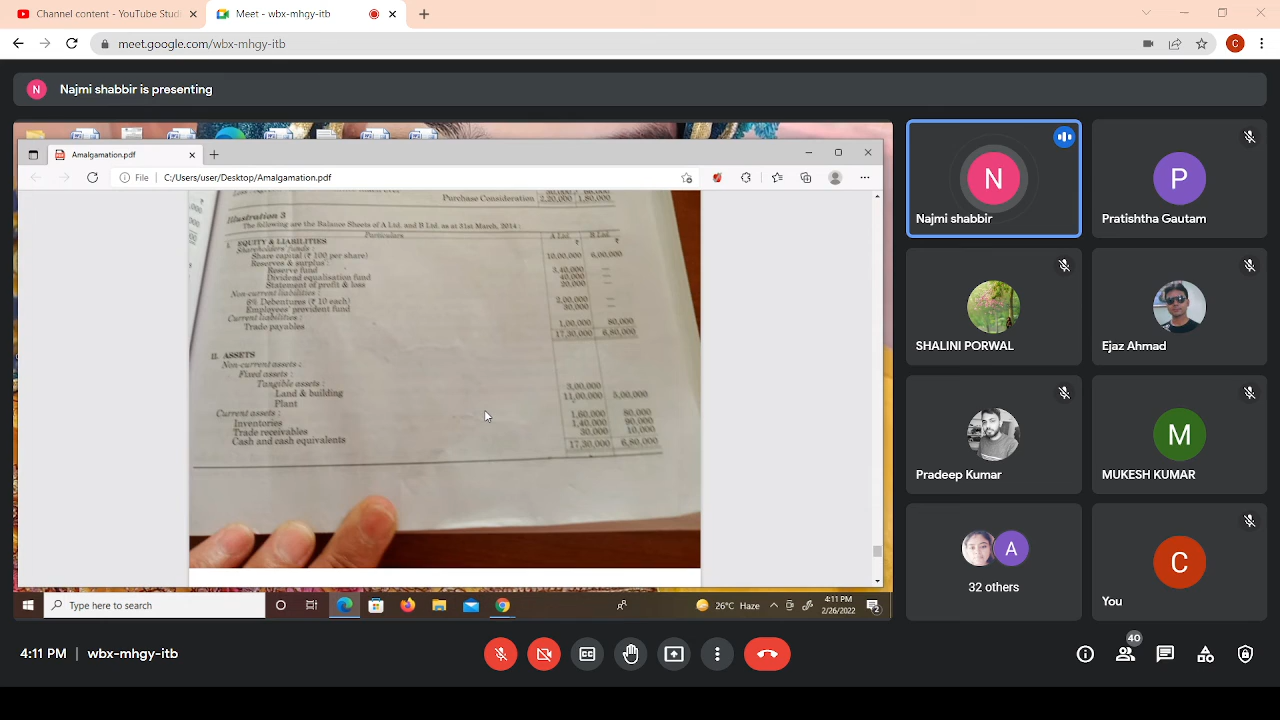 Channel content - YouTube Studi
Meet - wbx-mhgy-itb
meet.google.com/wbx-mhgy-itb
C
N Najmi shabbir is presenting
Amalgamation.pdf
File C:/Users/user/Desktop/Amalgamation.pdf
Purchase Consideration 2,20,000 1,80,000
Illustration 3
The following are the Balance Sheets of A Ltd. and B Ltd. as at 31st March, 2014 :
Particulars A Ltd. B Ltd.
₹ ₹
I. EQUITY & LIABILITIES
Shareholders' funds :
Share capital (₹ 100 per share) 10,00,000 6,00,000
Reserves & surplus :
Reserve fund 3,40,000 —
Dividend equalisation fund 40,000 —
Statement of profit & loss 20,000 —
Non-current liabilities :
8% Debentures (₹ 10 each) 2,00,000 —
Employees' provident fund 30,000 —
Current liabilities :
Trade payables 1,00,000 80,000
17,30,000 6,80,000
II. ASSETS
Non-current assets :
Fixed assets :
Tangible assets :
Land & building 3,00,000
Plant 11,00,000 5,00,000
Current assets :
Inventories 1,60,000 80,000
Trade receivables 1,40,000 90,000
Cash and cash equivalents 30,000 10,000
17,30,000 6,80,000
Type here to search
26°C Haze
4:11 PM
2/26/2022
2
N
Najmi shabbir
P
Pratishtha Gautam
SHALINI PORWAL
Ejaz Ahmad
Pradeep Kumar
M
MUKESH KUMAR
A
32 others
C
You
4:11 PM | wbx-mhgy-itb
40